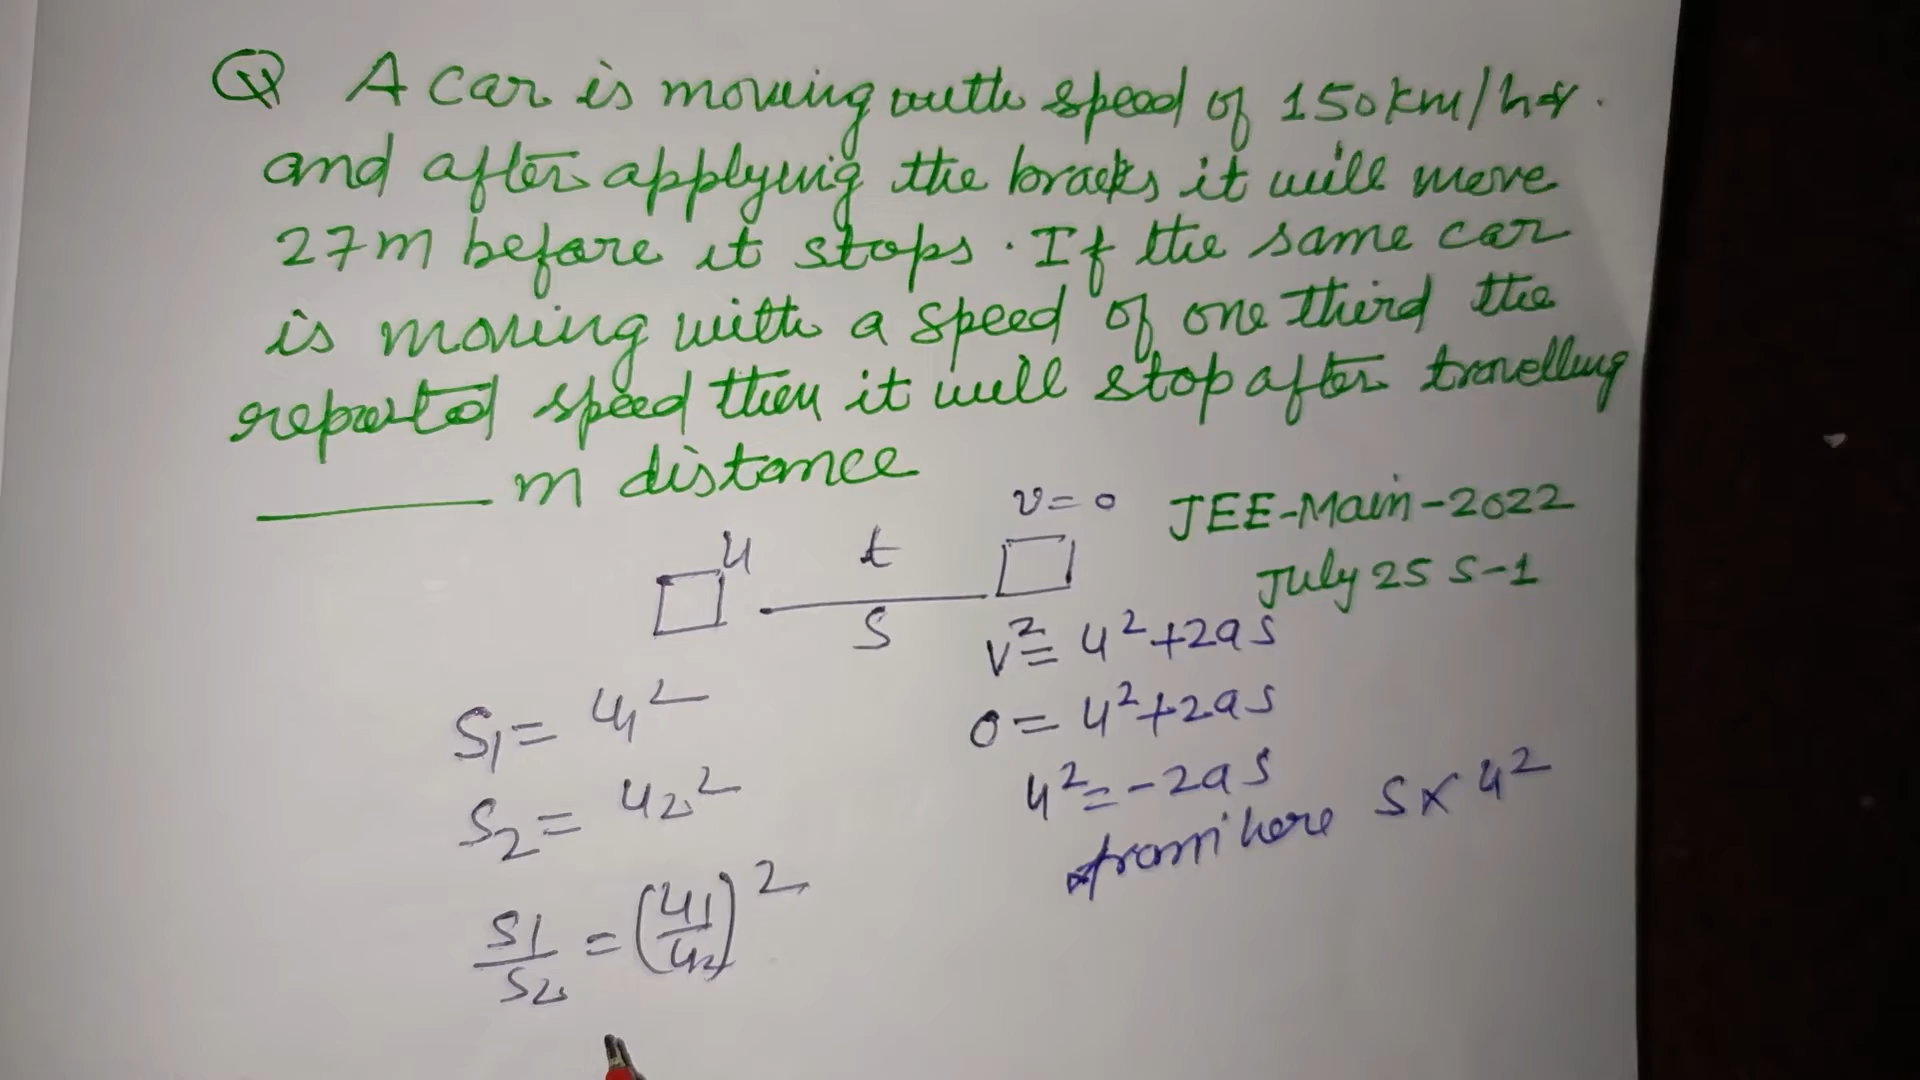 Q A car is moving with speed of 150km/hr.
and after applying the braeks it will move
27m before it stops. If the same car
is moving with a speed of one third the
reported speed then it will stop after travelling
______ m distance
v=0
JEE-Main-2022
July 25 S-1
u t
S
v²=u²+2as
0=u²+2as
u²=-2as
from here s∝u²
S₁=u₁²
S₂=u₂²
S₁/S₂=(u₁/u₂)²